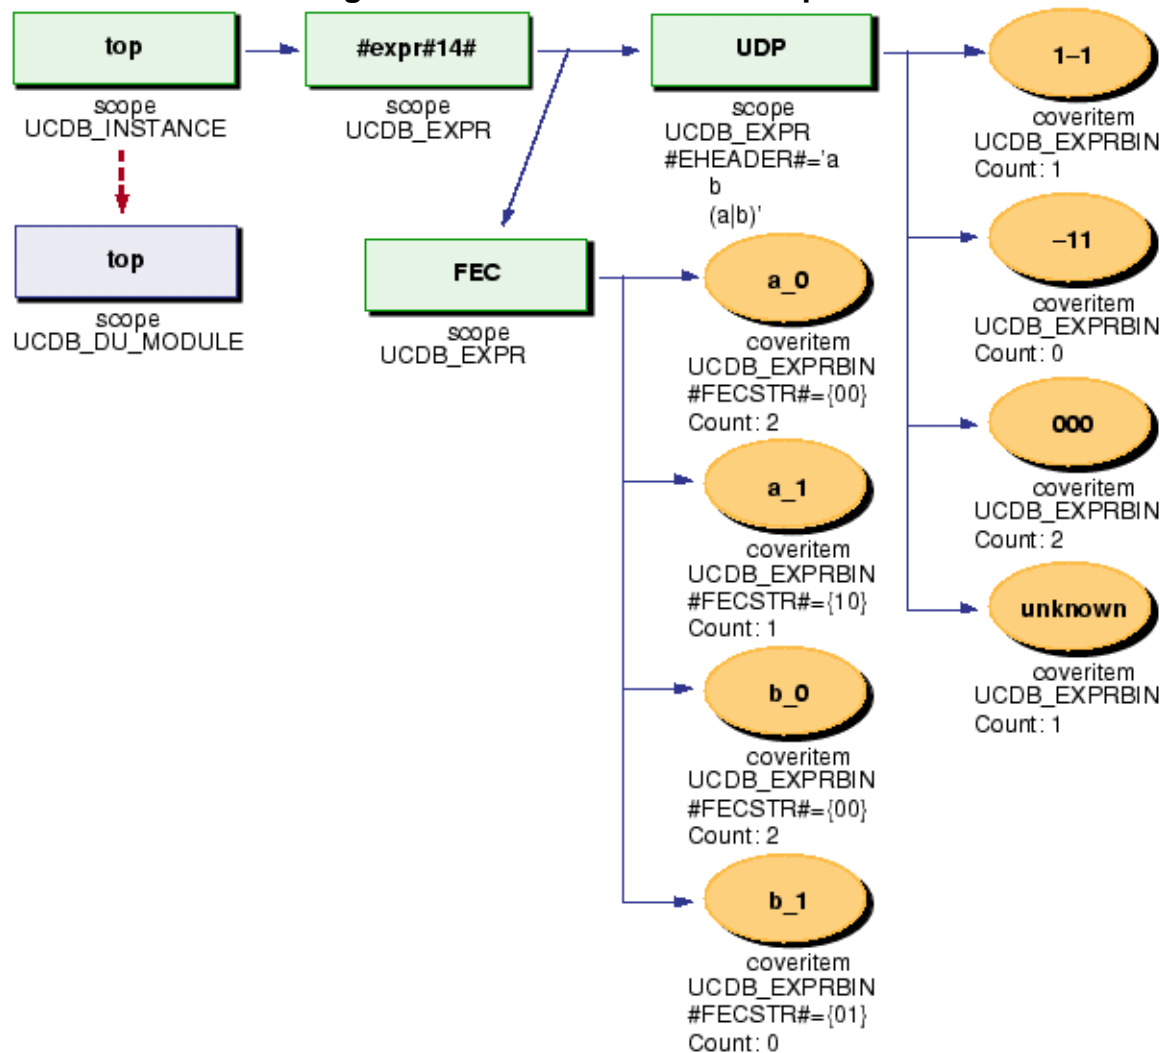 top
scope
UCDB_INSTANCE
#expr#14#
scope
UCDB_EXPR
UDP
scope
UCDB_EXPR
#EHEADER#='a
b
(a|b)'
1–1
coveritem
UCDB_EXPRBIN
Count: 1
top
scope
UCDB_DU_MODULE
FEC
scope
UCDB_EXPR
a_0
coveritem
UCDB_EXPRBIN
#FECSTR#={00}
Count: 2
–11
coveritem
UCDB_EXPRBIN
Count: 0
a_1
coveritem
UCDB_EXPRBIN
#FECSTR#={10}
Count: 1
000
coveritem
UCDB_EXPRBIN
Count: 2
b_0
coveritem
UCDB_EXPRBIN
#FECSTR#={00}
Count: 2
unknown
coveritem
UCDB_EXPRBIN
Count: 1
b_1
coveritem
UCDB_EXPRBIN
#FECSTR#={01}
Count: 0